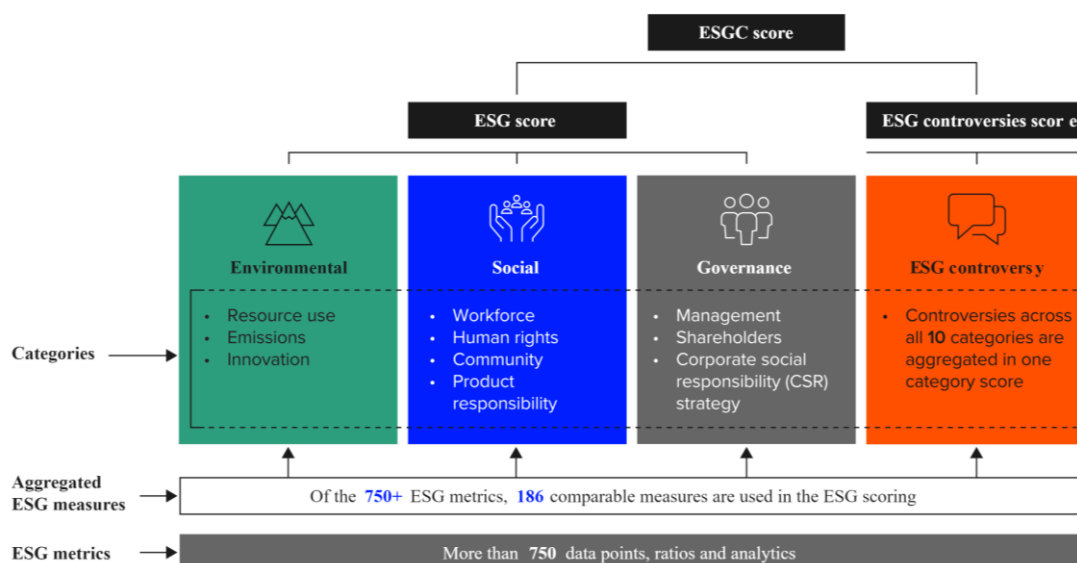 ESGC score
ESG score
ESG controversies scor e
Environmental
Social
Governance
ESG controvers y
Categories
• Resource use
• Emissions
• Innovation
• Workforce
• Human rights
• Community
• Product
responsibility
• Management
• Shareholders
• Corporate social
responsibility (CSR)
strategy
• Controversies across
all 10 categories are
aggregated in one
category score
Aggregated
ESG measures
Of the 750+ ESG metrics, 186 comparable measures are used in the ESG scoring
ESG metrics
More than 750 data points, ratios and analytics